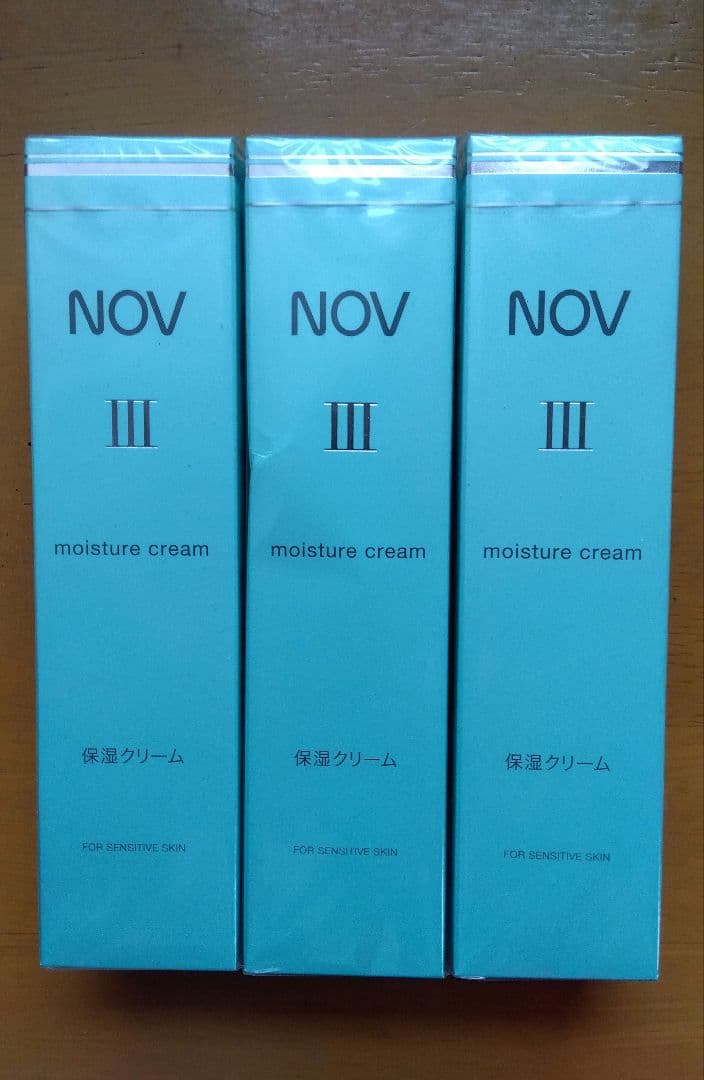 NOV
III
moisture cream
保湿クリーム
FOR SENSITIVE SKIN
NOV
III
moisture cream
保湿クリーム
FOR SENSITIVE SKIN
NOV
III
moisture cream
保湿クリーム
FOR SENSITIVE SKIN